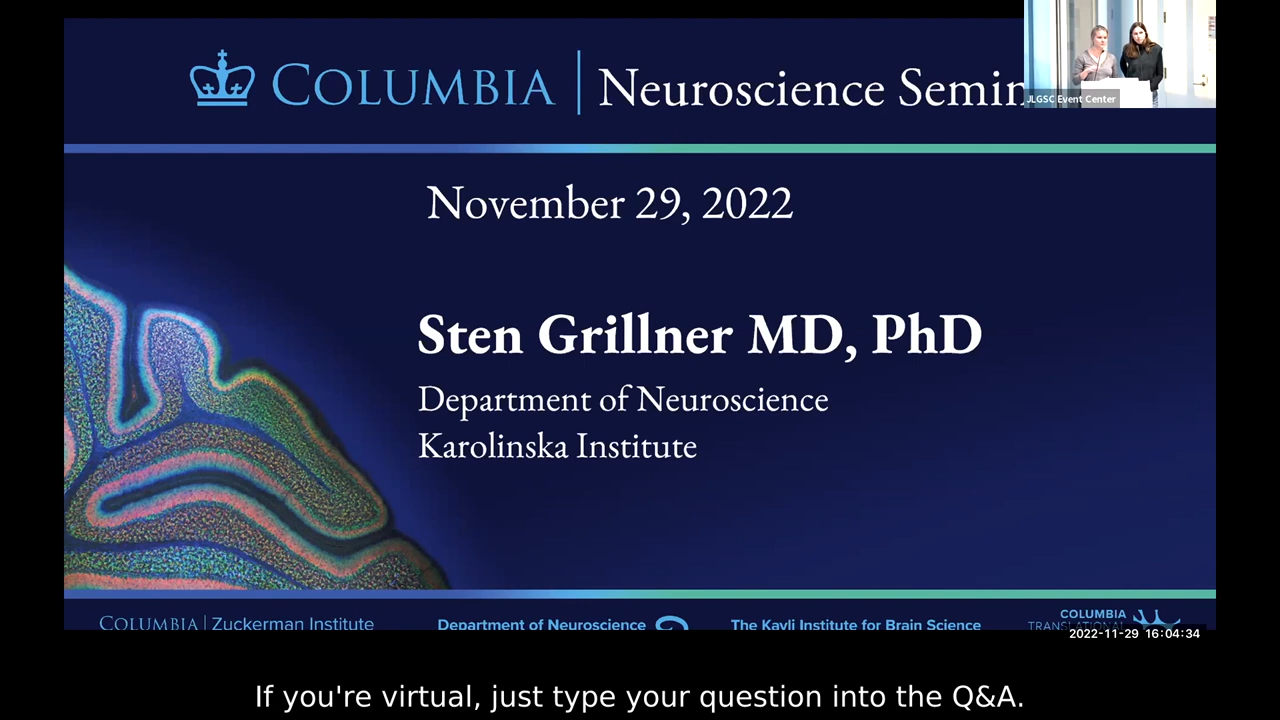 COLUMBIA | Neuroscience Semin
JLGSC Event Center
November 29, 2022
Sten Grillner MD, PhD
Department of Neuroscience
Karolinska Institute
COLUMBIA | Zuckerman Institute
Department of Neuroscience
The Kavli Institute for Brain Science
COLUMBIA
TRANSLATIONAL
2022-11-29 16:04:34
If you're virtual, just type your question into the Q&A.